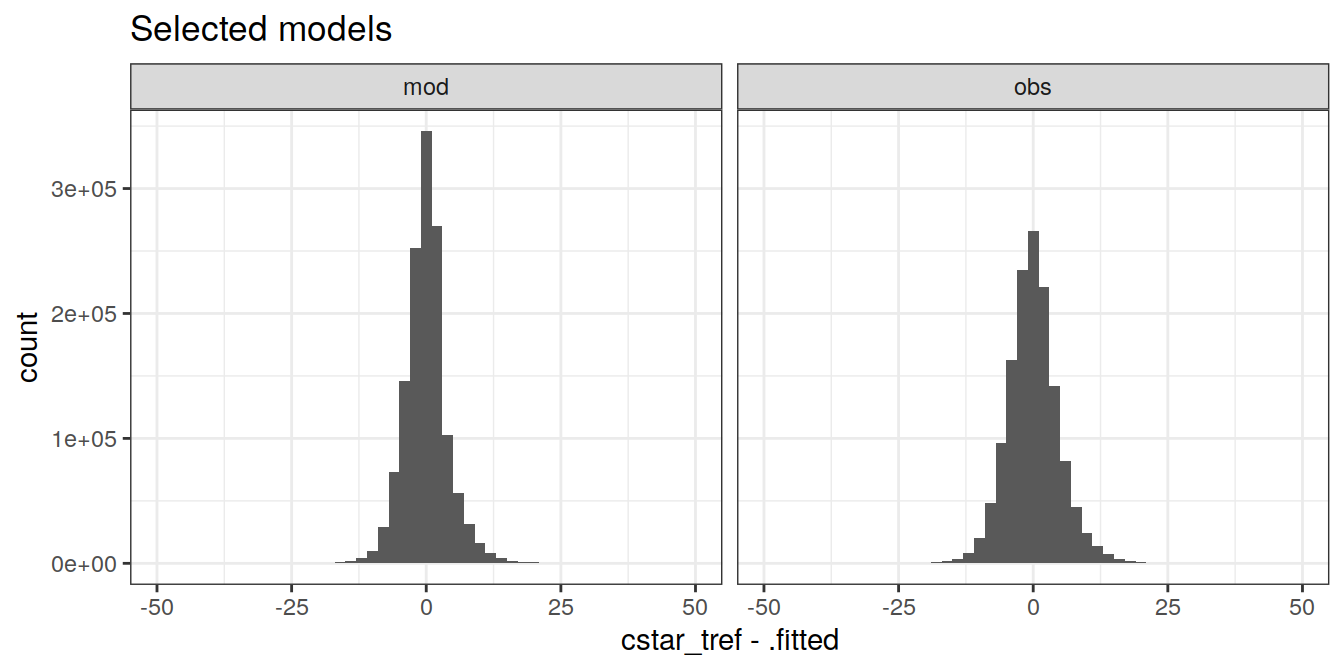 Selected models
mod obs
count
3e+05
2e+05
1e+05
0e+00
-50 -25 0 25 50 -50 -25 0 25 50
cstar_tref - .fitted